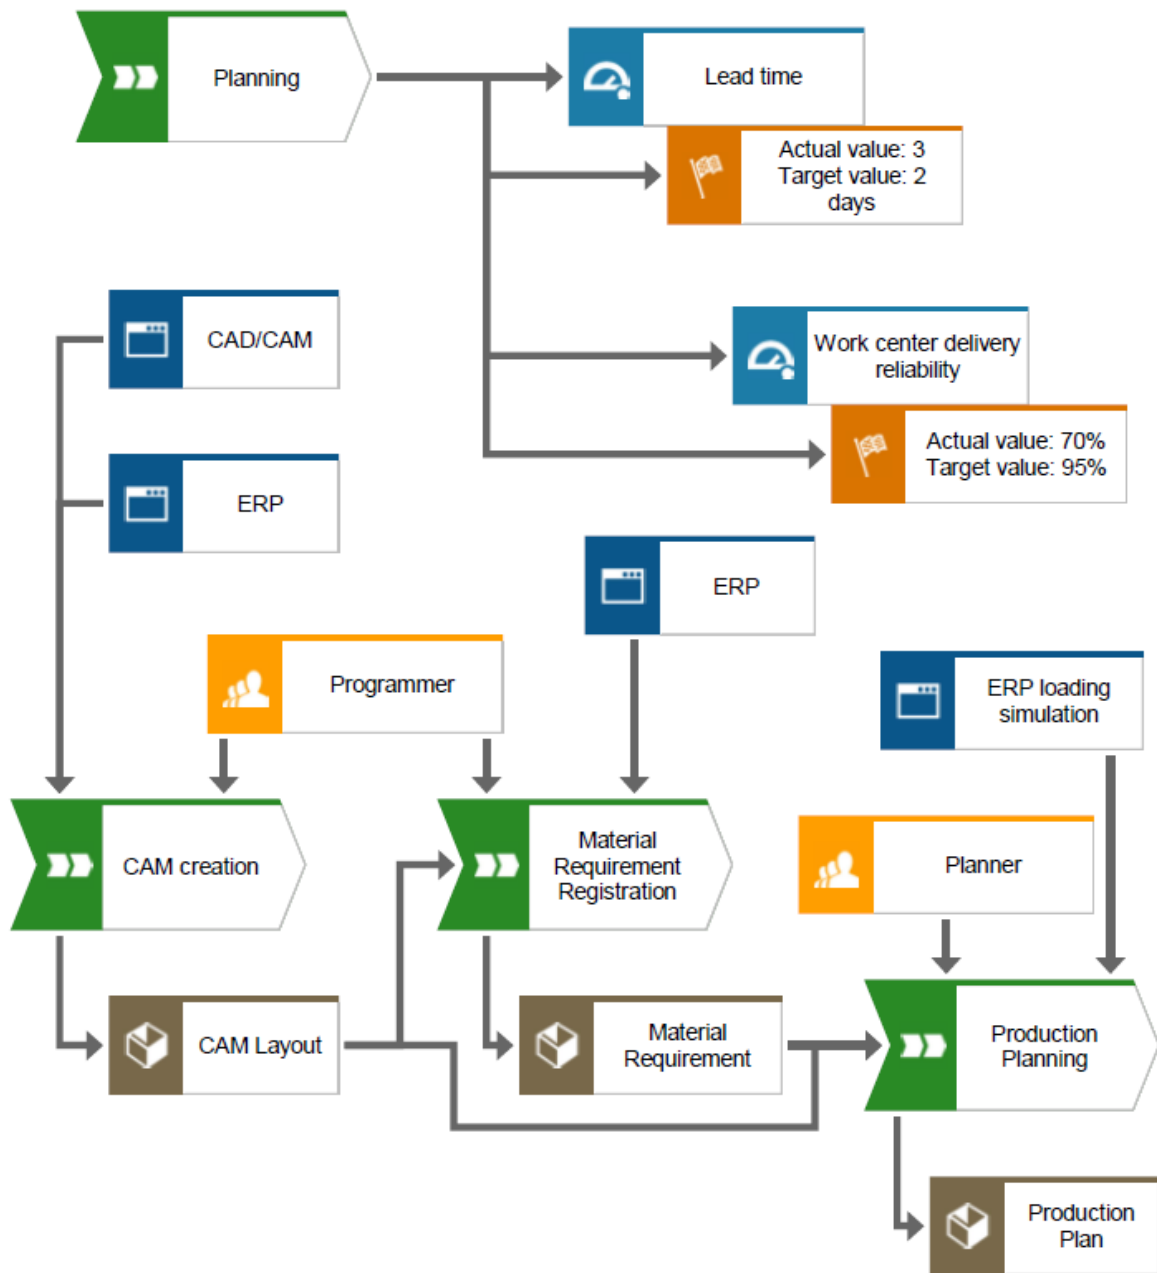 Planning
Lead time
Actual value: 3
Target value: 2
days
CAD/CAM
Work center delivery
reliability
Actual value: 70%
Target value: 95%
ERP
ERP
Programmer
ERP loading
simulation
CAM creation
Material
Requirement
Registration
Planner
CAM Layout
Material
Requirement
Production
Planning
Production
Plan